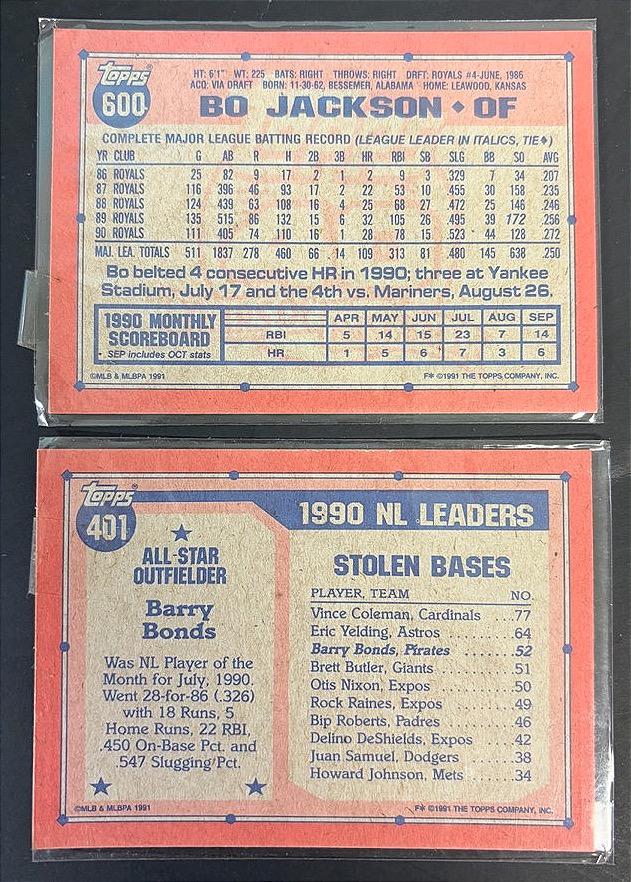 Topps®
600
HT: 6'1" WT: 225 BATS: RIGHT THROWS: RIGHT DRFT: ROYALS #4-JUNE, 1986
ACQ: VIA DRAFT BORN: 11-30-62, BESSEMER, ALABAMA HOME: LEAWOOD, KANSAS
BO JACKSON ♦ OF
COMPLETE MAJOR LEAGUE BATTING RECORD (LEAGUE LEADER IN ITALICS, TIE♦)
YR CLUB G AB R H 2B 3B HR RBI SB SLG BB SO AVG
86 ROYALS 25 82 9 17 2 1 2 9 3 .329 7 34 .207
87 ROYALS 116 396 46 93 17 2 22 53 10 .455 30 158 .235
88 ROYALS 124 439 63 108 16 4 25 68 27 .472 25 146 .246
89 ROYALS 135 515 86 132 15 6 32 105 26 .495 39 172 .256
90 ROYALS 111 405 74 110 16 1 28 78 15 .523 44 128 .272
MAJ. LEA. TOTALS 511 1837 278 460 66 14 109 313 81 .480 145 638 .250
Bo belted 4 consecutive HR in 1990; three at Yankee
Stadium, July 17 and the 4th vs. Mariners, August 26.
1990 MONTHLY
SCOREBOARD
• SEP includes OCT stats
APR MAY JUN JUL AUG SEP
RBI 5 14 15 23 7 14
HR 1 5 6 7 3 6
©MLB & MLBPA 1991
F* ©1991 THE TOPPS COMPANY, INC.
Topps®
401
1990 NL LEADERS
ALL-STAR
OUTFIELDER
Barry
Bonds
Was NL Player of the
Month for July, 1990.
Went 28-for-86 (.326)
with 18 Runs, 5
Home Runs, 22 RBI,
.450 On-Base Pct. and
.547 Slugging Pct.
STOLEN BASES
PLAYER, TEAM NO.
Vince Coleman, Cardinals ...77
Eric Yelding, Astros ........64
Barry Bonds, Pirates ........52
Brett Butler, Giants ........51
Otis Nixon, Expos ........50
Rock Raines, Expos ........49
Bip Roberts, Padres ........46
Delino DeShields, Expos ....42
Juan Samuel, Dodgers ......38
Howard Johnson, Mets .....34
©MLB & MLBPA 1991
F* ©1991 THE TOPPS COMPANY, INC.